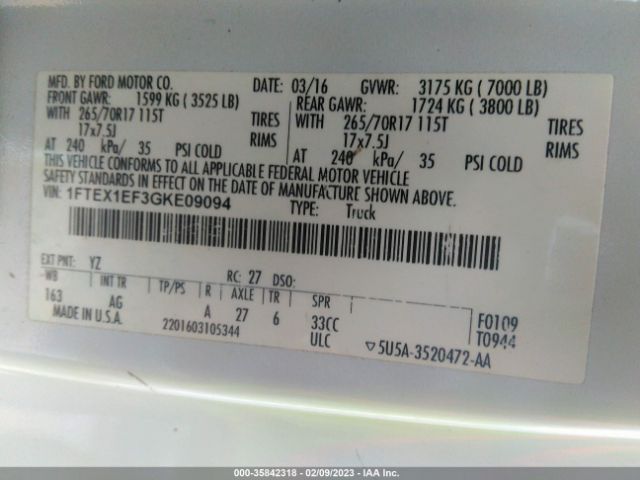 MFD. BY FORD MOTOR CO. DATE: 03/16 GVWR: 3175 KG ( 7000 LB)
FRONT GAWR: 1599 KG ( 3525 LB) REAR GAWR: 1724 KG ( 3800 LB)
WITH 265/70R17 115T TIRES WITH 265/70R17 115T TIRES
17x7.5J RIMS 17x7.5J RIMS
AT 240 kPa/ 35 PSI COLD AT 240 kPa/ 35 PSI COLD
THIS VEHICLE CONFORMS TO ALL APPLICABLE FEDERAL MOTOR VEHICLE
SAFETY STANDARDS IN EFFECT ON THE DATE OF MANUFACTURE SHOWN ABOVE.
VIN: 1FTEX1EF3GKE09094 TYPE: Truck
EXT PNT: YZ RC: 27 DSO:
WB INT TR TP/PS R AXLE TR SPR
163 AG A 27 6 33CC F0109
MADE IN U.S.A. 2201603105344 ULC T0944
5U5A-3520472-AA
000-35842318 - 02/09/2023 - IAA Inc.